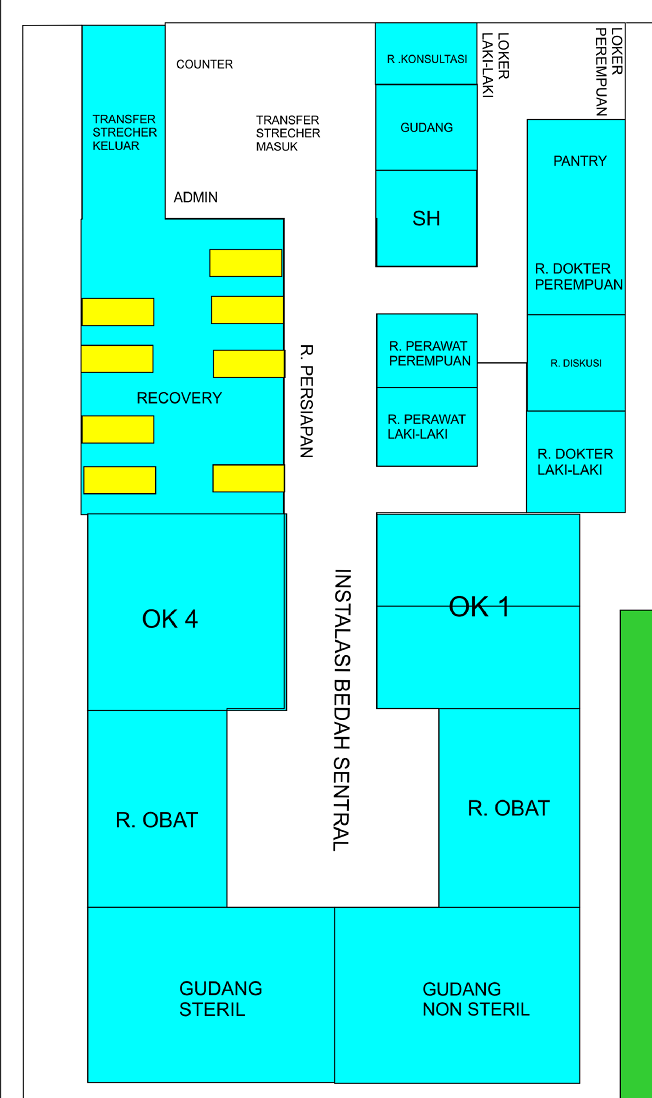 COUNTER
TRANSFER
STRECHER
KELUAR
TRANSFER
STRECHER
MASUK
ADMIN
R .KONSULTASI
LOKER
LAKI-LAKI
LOKER
PEREMPUAN
GUDANG
PANTRY
SH
R. DOKTER
PEREMPUAN
R. PERSIAPAN
R. PERAWAT
PEREMPUAN
R. DISKUSI
RECOVERY
R. PERAWAT
LAKI-LAKI
R. DOKTER
LAKI-LAKI
OK 4
OK 1
INSTALASI BEDAH SENTRAL
R. OBAT
R. OBAT
GUDANG
STERIL
GUDANG
NON STERIL